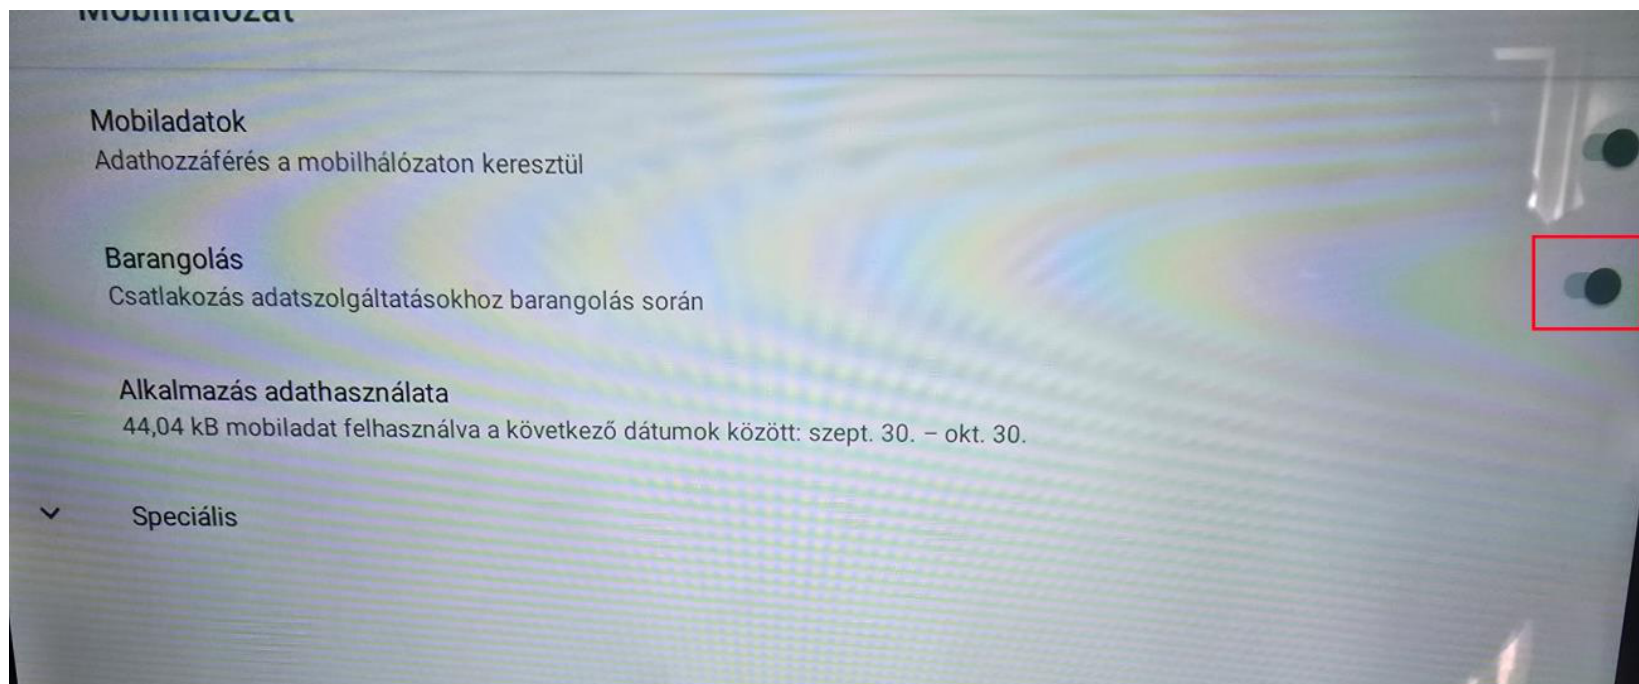 Mobilhálózat
Mobiladatok
Adathozzáférés a mobilhálózaton keresztül
Barangolás
Csatlakozás adatszolgáltatásokhoz barangolás során
Alkalmazás adathasználata
44,04 kB mobiladat felhasználva a következő dátumok között: szept. 30. – okt. 30.
Speciális